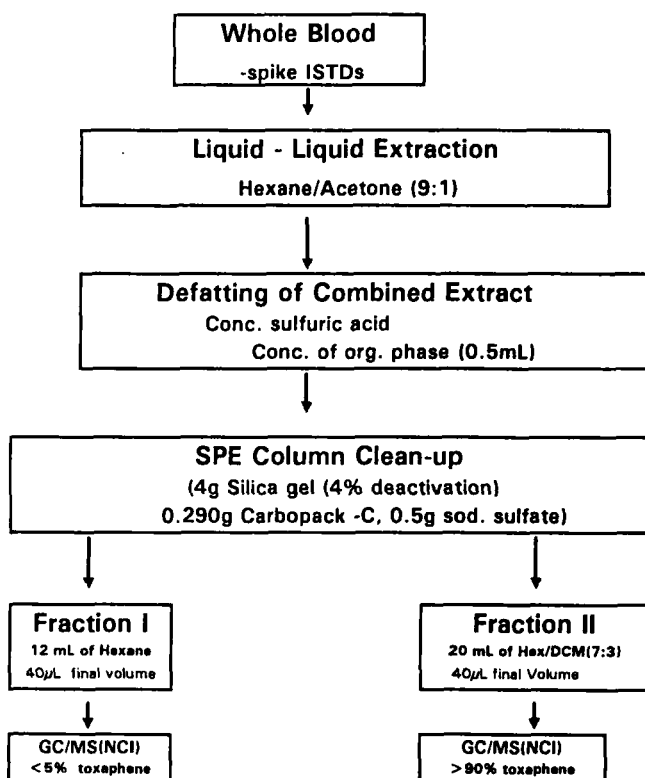 Whole Blood
-spike ISTDs
Liquid - Liquid Extraction
Hexane/Acetone (9:1)
Defatting of Combined Extract
Conc. sulfuric acid
Conc. of org. phase (0.5mL)
SPE Column Clean-up
(4g Silica gel (4% deactivation)
0.290g Carbopack -C, 0.5g sod. sulfate)
Fraction I
12 mL of Hexane
40μL final volume
GC/MS(NCI)
<5% toxaphene
Fraction II
20 mL of Hex/DCM(7:3)
40μL final Volume
GC/MS(NCI)
>90% toxaphene